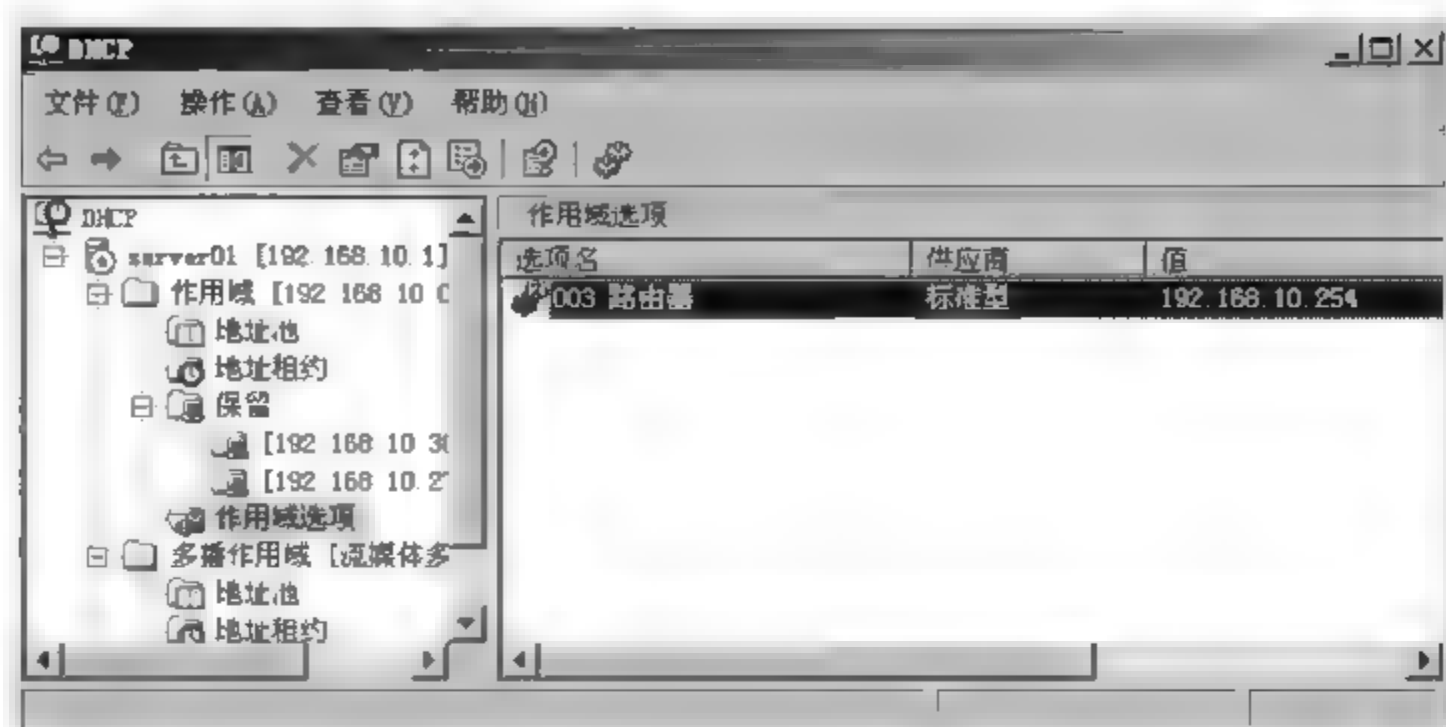 DHCP
文件(F) 操作(A) 查看(V) 帮助(H)
DHCP
server01 [192.168.10.1]
作用域 [192.168.10.0
地址池
地址租约
保留
[192.168.10.30
[192.168.10.2
作用域选项
多播作用域 [流媒体多
地址池
地址租约
作用域选项
选项名 供应商 值
003 路由器 标准型 192.168.10.254